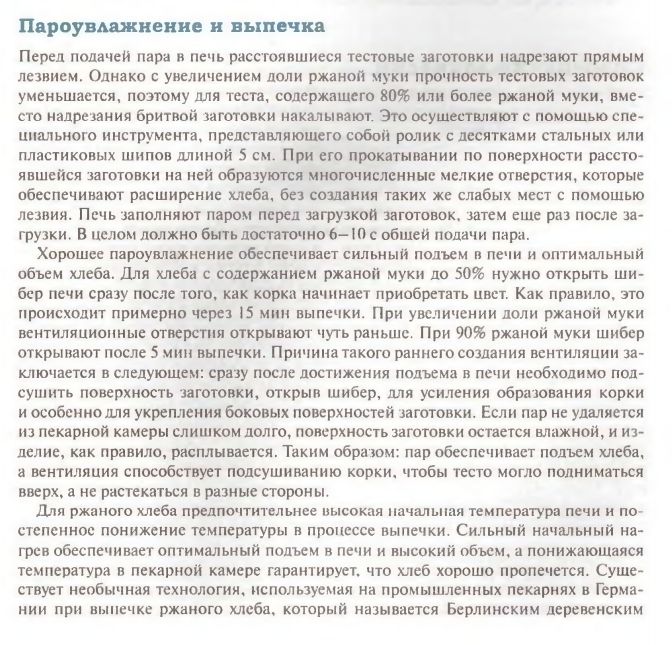 Пароувлажнение и выпечка
Перед подачей пара в печь расстоявшиеся тестовые заготовки надрезают прямым
лезвием. Однако с увеличением доли ржаной муки прочность тестовых заготовок
уменьшается, поэтому для теста, содержащего 80% или более ржаной муки, вме-
сто надрезания бритвой заготовки накалывают. Это осуществляют с помощью спе-
циального инструмента, представляющего собой ролик с десятками стальных или
пластиковых шипов длиной 5 см. При его прокатывании по поверхности рассто-
явшейся заготовки на ней образуются многочисленные мелкие отверстия, которые
обеспечивают расширение хлеба, без создания таких же слабых мест с помощью
лезвия. Печь заполняют паром перед загрузкой заготовок, затем еще раз после за-
грузки. В целом должно быть достаточно 6—10 с общей подачи пара.
Хорошее пароувлажнение обеспечивает сильный подъем в печи и оптимальный
объем хлеба. Для хлеба с содержанием ржаной муки до 50% нужно открыть ши-
бер печи сразу после того, как корка начинает приобретать цвет. Как правило, это
происходит примерно через 15 мин выпечки. При увеличении доли ржаной муки
вентиляционные отверстия открывают чуть раньше. При 90% ржаной муки шибер
открывают после 5 мин выпечки. Причина такого раннего создания вентиляции за-
ключается в следующем: сразу после достижения подъема в печи необходимо под-
сушить поверхность заготовки, открыв шибер, для усиления образования корки
и особенно для укрепления боковых поверхностей заготовки. Если пар не удаляется
из пекарной камеры слишком долго, поверхность заготовки остается влажной, и из-
делие, как правило, расплывается. Таким образом: пар обеспечивает подъем хлеба,
а вентиляция способствует подсушиванию корки, чтобы тесто могло подниматься
вверх, а не растекаться в разные стороны.
Для ржаного хлеба предпочтительнее высокая начальная температура печи и по-
степенное понижение температуры в процессе выпечки. Сильный начальный на-
грев обеспечивает оптимальный подъем в печи и высокий объем, а понижающаяся
температура в пекарной камере гарантирует, что хлеб хорошо пропечется. Суще-
ствует необычная технология, используемая на промышленных пекарнях в Герма-
нии при выпечке ржаного хлеба, который называется Берлинским деревенским